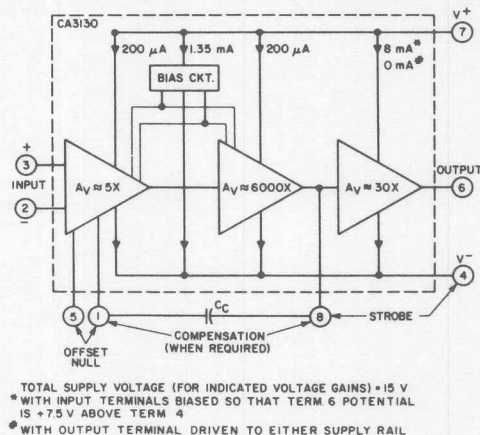 CA3130
V+
7
200 μA
1.35 mA
200 μA
8 mA*
0 mA#
BIAS CKT.
+
3
INPUT
2
−
AV ≈ 5X
AV ≈ 6000X
AV ≈ 30X
OUTPUT
6
V−
4
CC
5
1
8
STROBE
OFFSET
NULL
COMPENSATION
(WHEN REQUIRED)
TOTAL SUPPLY VOLTAGE (FOR INDICATED VOLTAGE GAINS) = 15 V
* WITH INPUT TERMINALS BIASED SO THAT TERM. 6 POTENTIAL
IS +7.5 V ABOVE TERM 4
# WITH OUTPUT TERMINAL DRIVEN TO EITHER SUPPLY RAIL